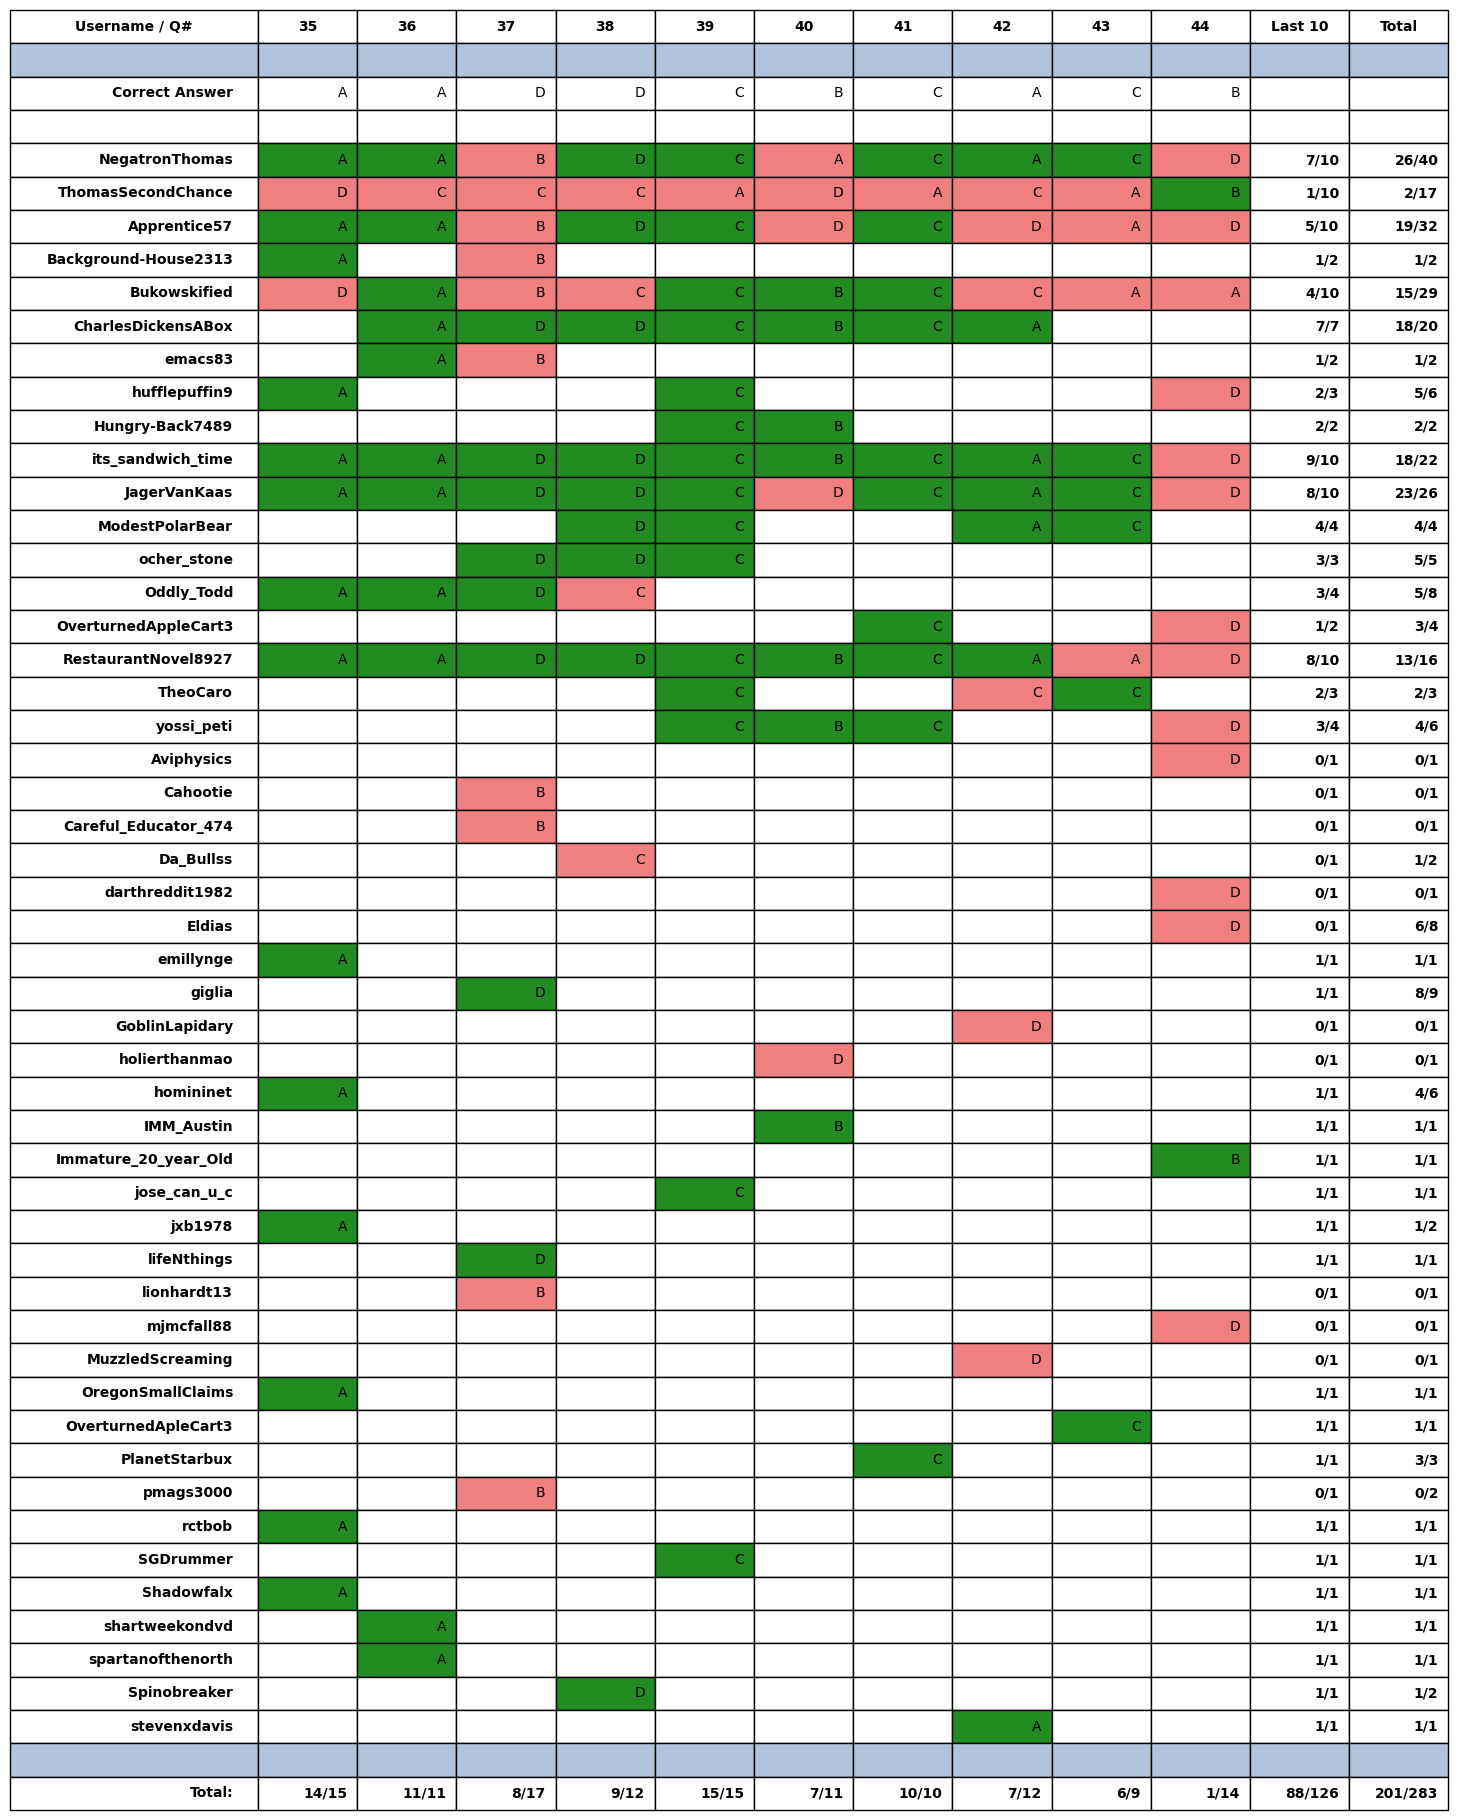 Username / Q# 35 36 37 38 39 40 41 42 43 44 Last 10 Total
Correct Answer A A D D C B C A C B
NegatronThomas A A B D C A C A C D 7/10 26/40
ThomasSecondChance D C C C A D A C A B 1/10 2/17
Apprentice57 A A B D C D C D A D 5/10 19/32
Background-House2313 A B 1/2 1/2
Bukowskified D A B C C B C C A A 4/10 15/29
CharlesDickensABox A D D C B C A 7/7 18/20
emacs83 A B 1/2 1/2
hufflepuffin9 A C D 2/3 5/6
Hungry-Back7489 C B 2/2 2/2
its_sandwich_time A A D D C B C A C D 9/10 18/22
JagerVanKaas A A D D C D C A C D 8/10 23/26
ModestPolarBear D C A C 4/4 4/4
ocher_stone D D C 3/3 5/5
Oddly_Todd A A D C 3/4 5/8
OverturnedAppleCart3 C D 1/2 3/4
RestaurantNovel8927 A A D D C B C A A D 8/10 13/16
TheoCaro C C C 2/3 2/3
yossi_peti C B C D 3/4 4/6
Aviphysics D 0/1 0/1
Cahootie B 0/1 0/1
Careful_Educator_474 B 0/1 0/1
Da_Bullss C 0/1 1/2
darthreddit1982 D 0/1 0/1
Eldias D 0/1 6/8
emillynge A 1/1 1/1
giglia D 1/1 8/9
GoblinLapidary D 0/1 0/1
holierthanmao D 0/1 0/1
homininet A 1/1 4/6
IMM_Austin B 1/1 1/1
Immature_20_year_Old B 1/1 1/1
jose_can_u_c C 1/1 1/1
jxb1978 A 1/1 1/2
lifeNthings D 1/1 1/1
lionhardt13 B 0/1 0/1
mjmcfall88 D 0/1 0/1
MuzzledScreaming D 0/1 0/1
OregonSmallClaims A 1/1 1/1
OverturnedApleCart3 C 1/1 1/1
PlanetStarbux C 1/1 3/3
pmags3000 B 0/1 0/2
rctbob A 1/1 1/1
SGDrummer C 1/1 1/1
Shadowfalx A 1/1 1/1
shartweekondvd A 1/1 1/1
spartanofthenorth A 1/1 1/1
Spinobreaker D 1/1 1/2
stevenxdavis A 1/1 1/1
Total: 14/15 11/11 8/17 9/12 15/15 7/11 10/10 7/12 6/9 1/14 88/126 201/283